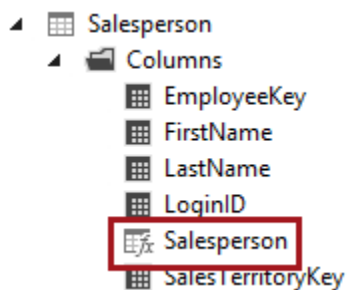 Salesperson
Columns
EmployeeKey
FirstName
LastName
LoginID
Salesperson
SalesTerritoryKey